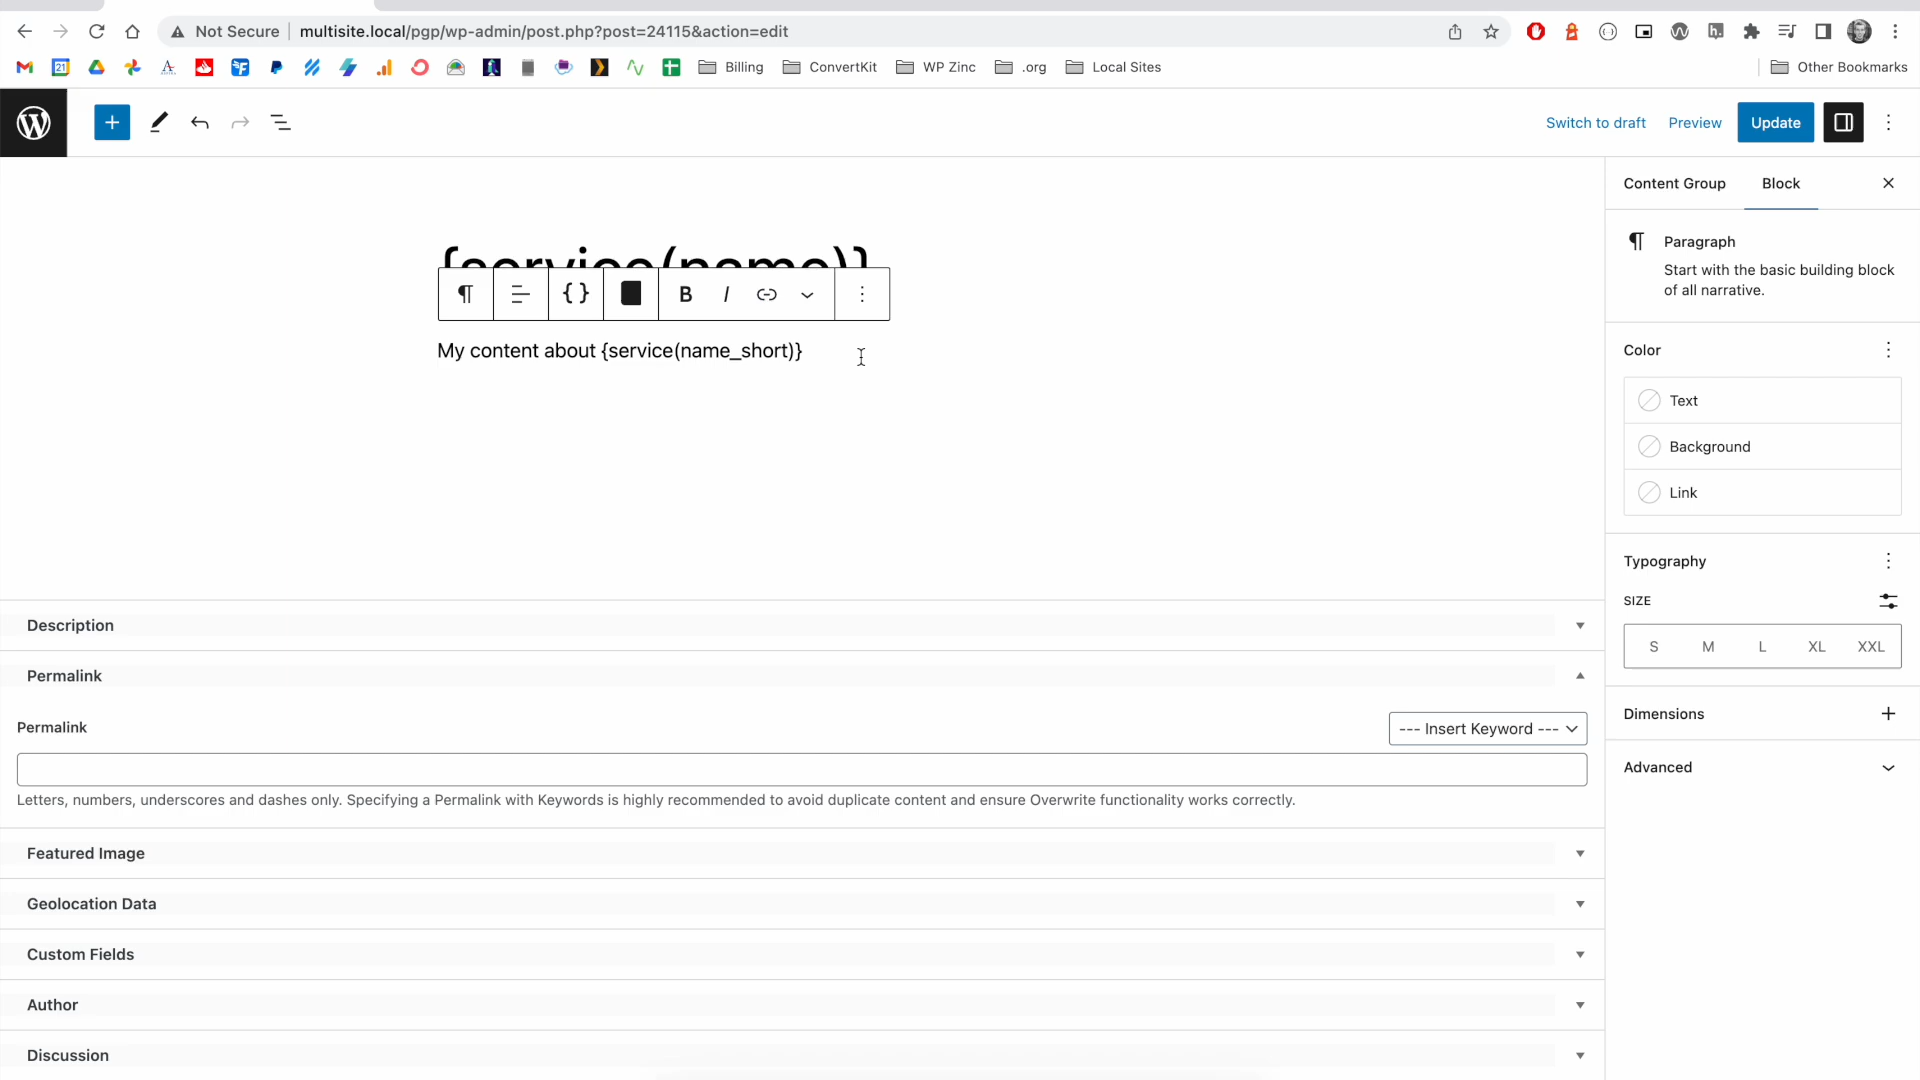 Not Secure
multisite.local/pgp/wp-admin/post.php?post=24115&action=edit
21
Billing
ConvertKit
WP Zinc
.org
Local Sites
Other Bookmarks
Switch to draft
Preview
Update
Content Group
Block
{service(name)}
B I
My content about {service(name_short)}
Paragraph
Start with the basic building block
of all narrative.
Color
Text
Background
Link
Typography
SIZE
S M L XL XXL
Dimensions
Advanced
Description
Permalink
Permalink
--- Insert Keyword ---
Letters, numbers, underscores and dashes only. Specifying a Permalink with Keywords is highly recommended to avoid duplicate content and ensure Overwrite functionality works correctly.
Featured Image
Geolocation Data
Custom Fields
Author
Discussion